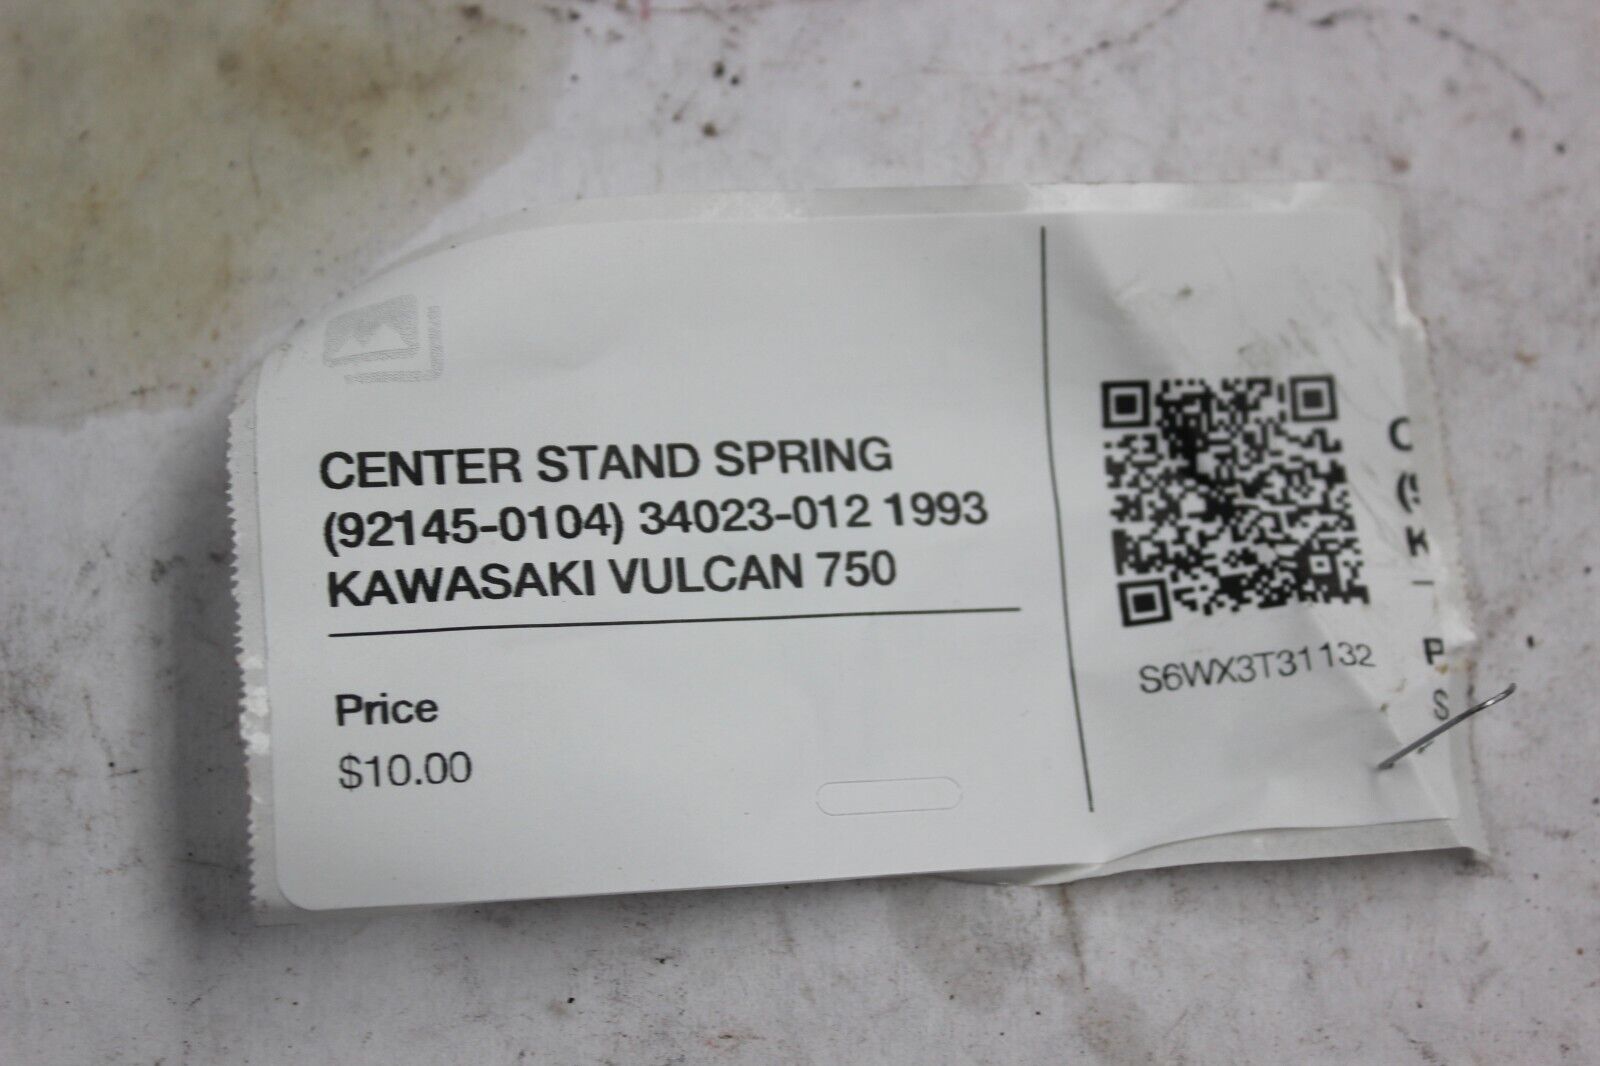 CENTER STAND SPRING
(92145-0104) 34023-012 1993
KAWASAKI VULCAN 750
Price
$10.00
S6WX3T31132
C
(
K
P
S